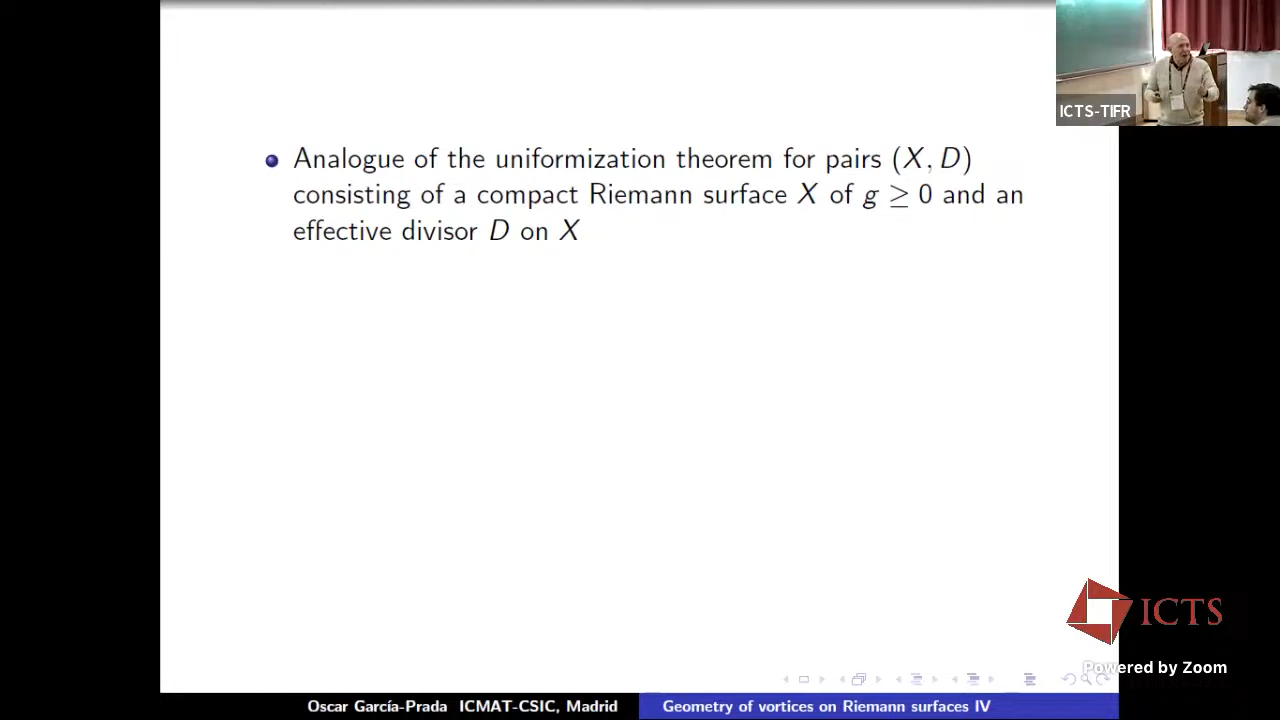 ICTS-TIFR
Analogue of the uniformization theorem for pairs (X, D)
consisting of a compact Riemann surface X of g ≥ 0 and an
effective divisor D on X
ICTS
Powered by Zoom
Oscar García-Prada ICMAT-CSIC, Madrid
Geometry of vortices on Riemann surfaces IV